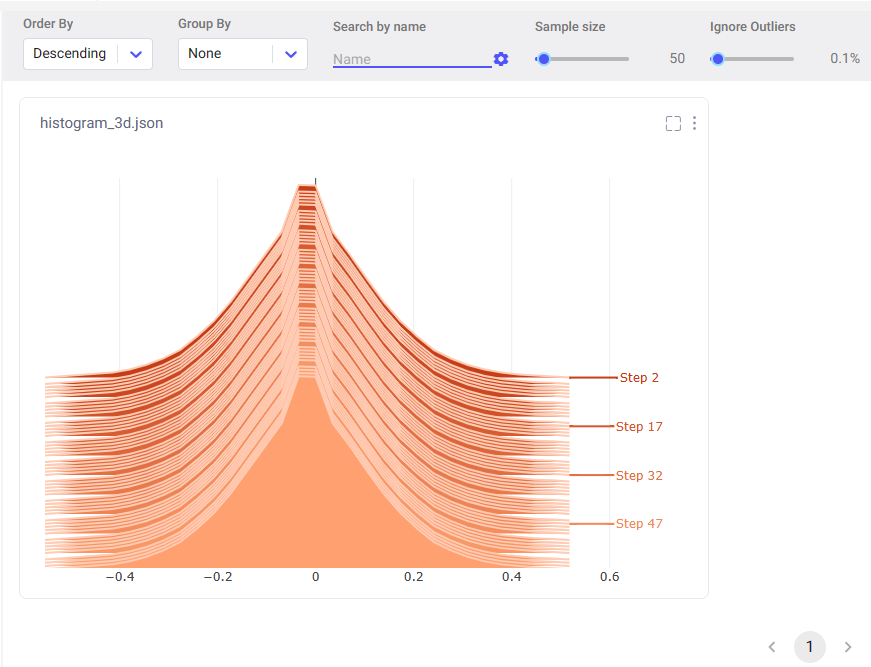 Order By
Group By
Search by name
Sample size
Ignore Outliers
Descending
None
Name
50
0.1%
histogram_3d.json
Step 2
Step 17
Step 32
Step 47
−0.4
−0.2
0
0.2
0.4
0.6
1